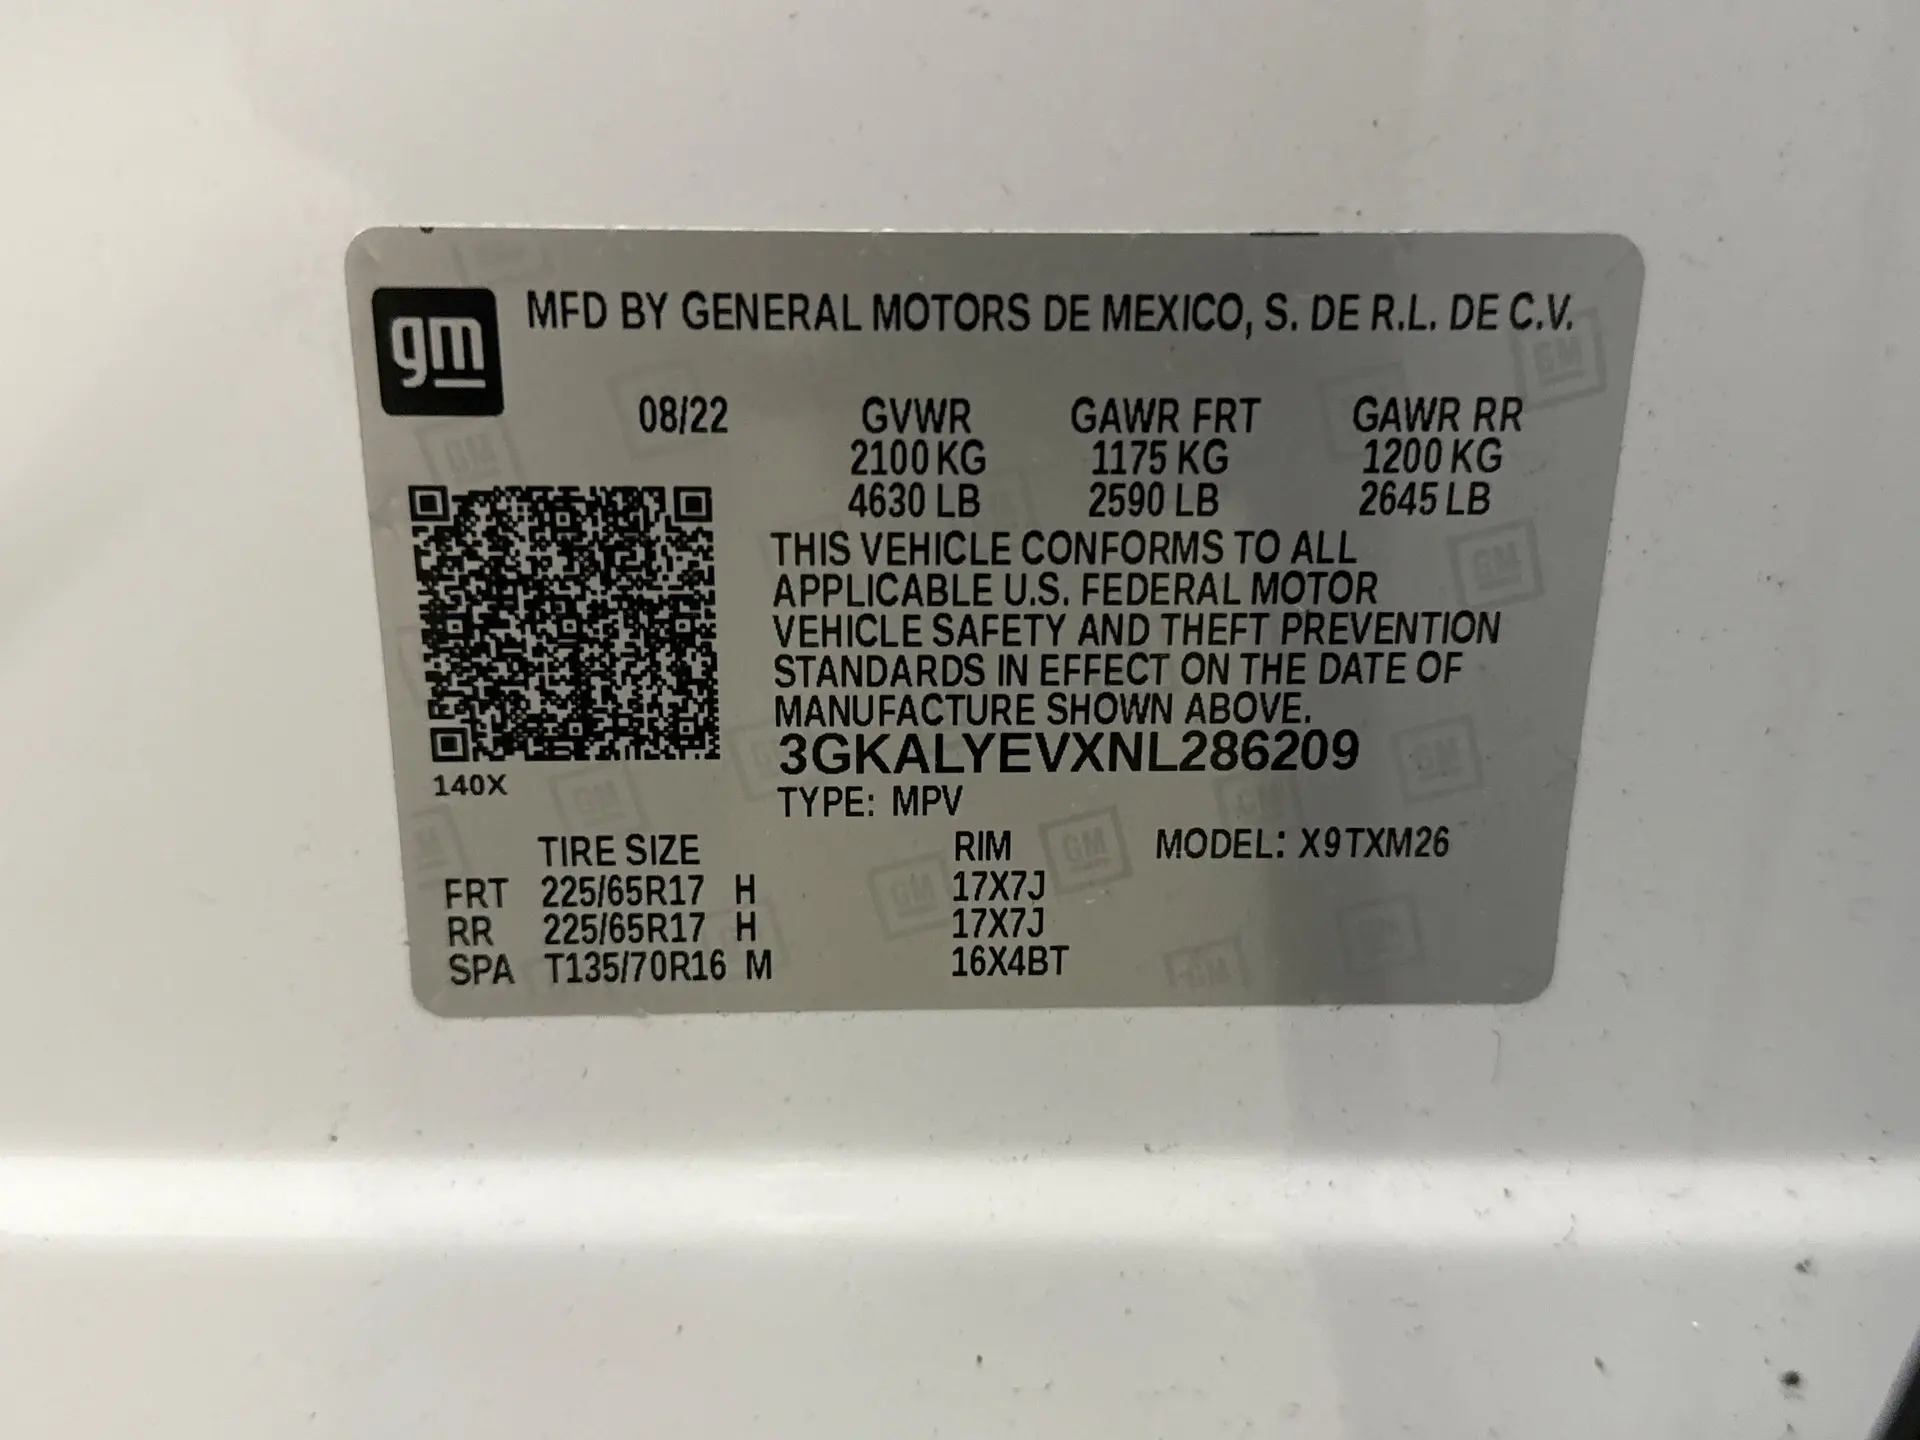 gm MFD BY GENERAL MOTORS DE MEXICO, S. DE R.L. DE C.V.
08/22 GVWR GAWR FRT GAWR RR
2100 KG 1175 KG 1200 KG
4630 LB 2590 LB 2645 LB
THIS VEHICLE CONFORMS TO ALL
APPLICABLE U.S. FEDERAL MOTOR
VEHICLE SAFETY AND THEFT PREVENTION
STANDARDS IN EFFECT ON THE DATE OF
MANUFACTURE SHOWN ABOVE.
3GKALYEVXNL286209
140X
TYPE: MPV
TIRE SIZE RIM MODEL: X9TXM26
FRT 225/65R17 H 17X7J
RR 225/65R17 H 17X7J
SPA T135/70R16 M 16X4BT